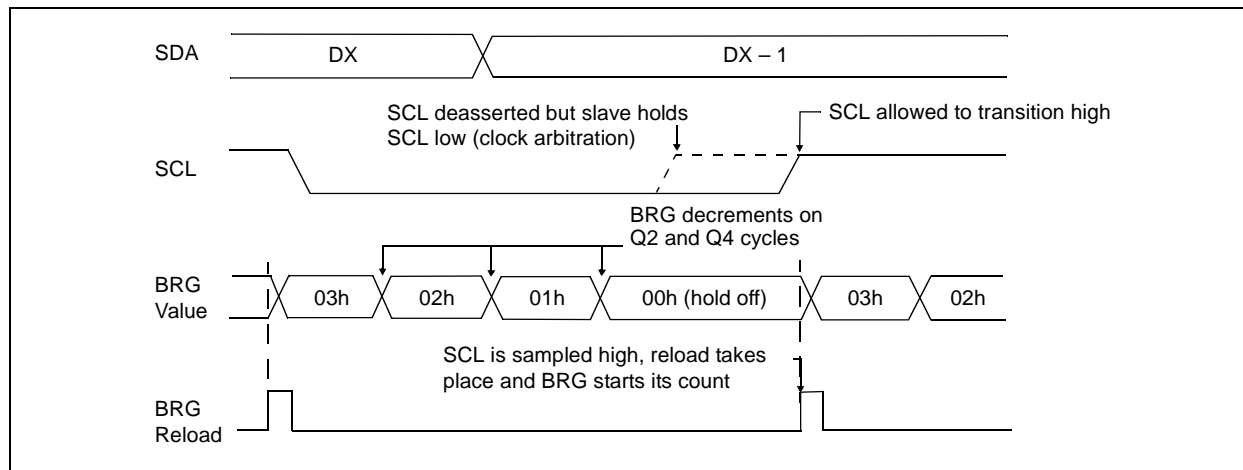 SDA
DX
DX – 1
SCL deasserted but slave holds
SCL low (clock arbitration)
SCL allowed to transition high
SCL
BRG decrements on
Q2 and Q4 cycles
BRG
Value
03h
02h
01h
00h (hold off)
03h
02h
SCL is sampled high, reload takes
place and BRG starts its count
BRG
Reload